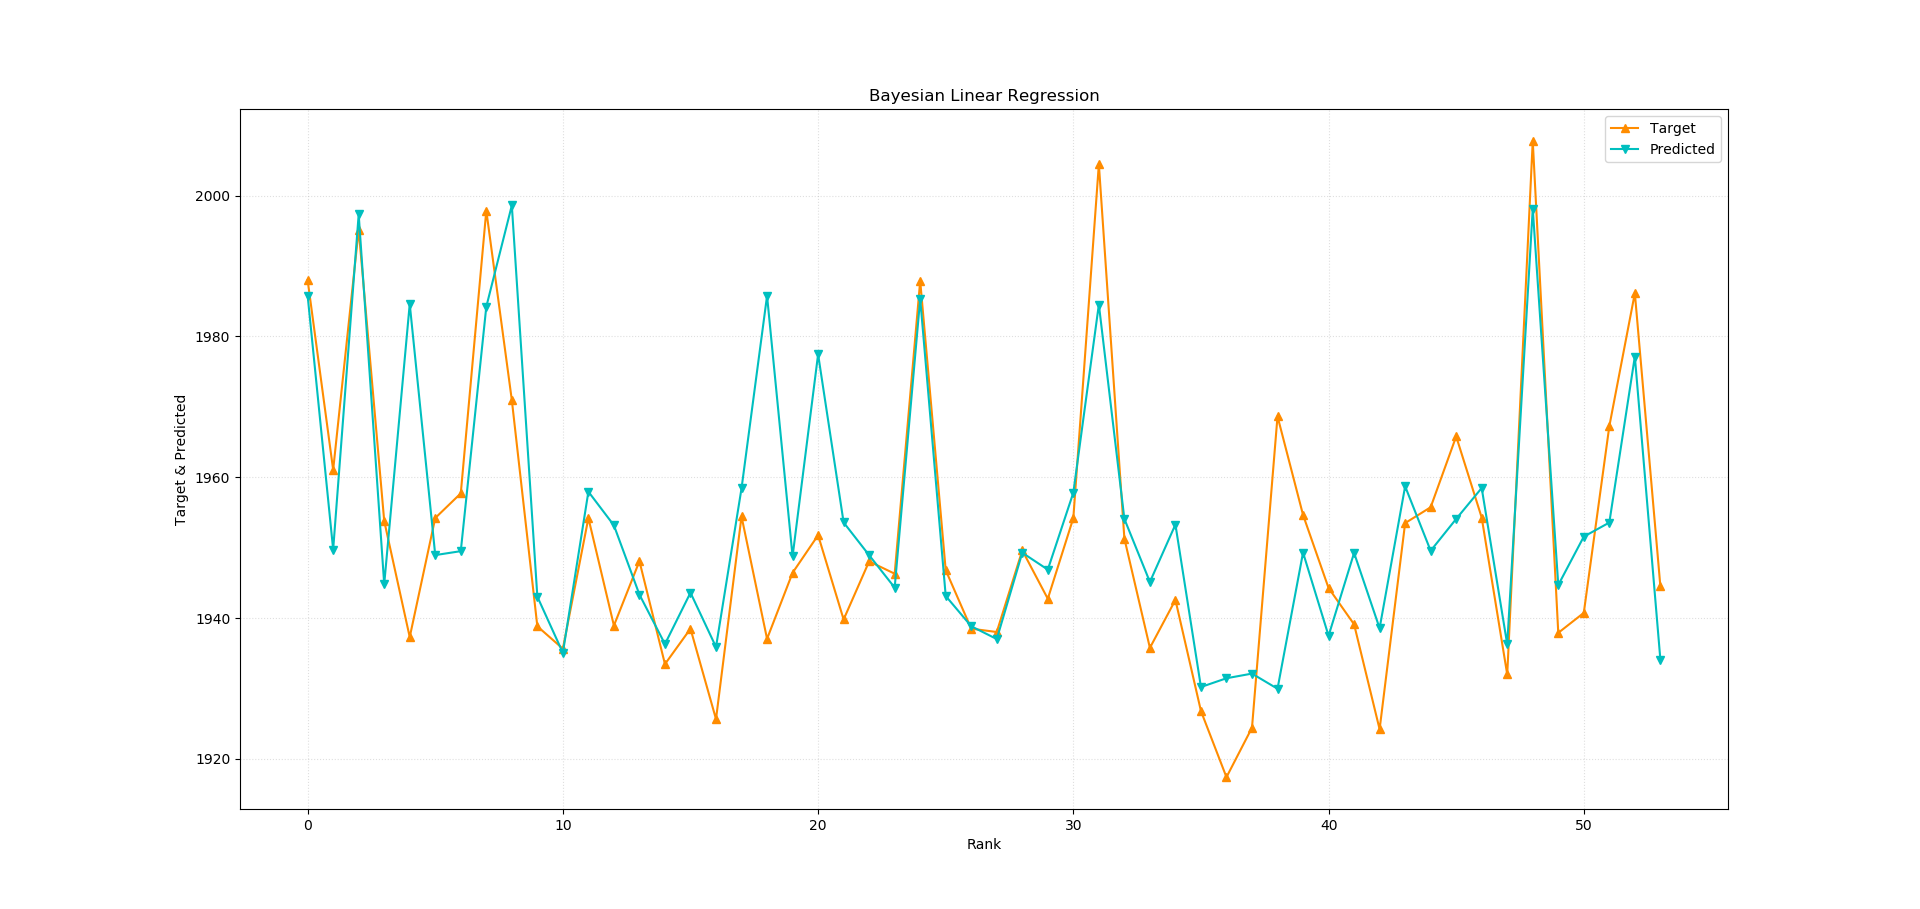 Bayesian Linear Regression
Target
Predicted
Target & Predicted
2000
1980
1960
1940
1920
0 10 20 30 40 50
Rank